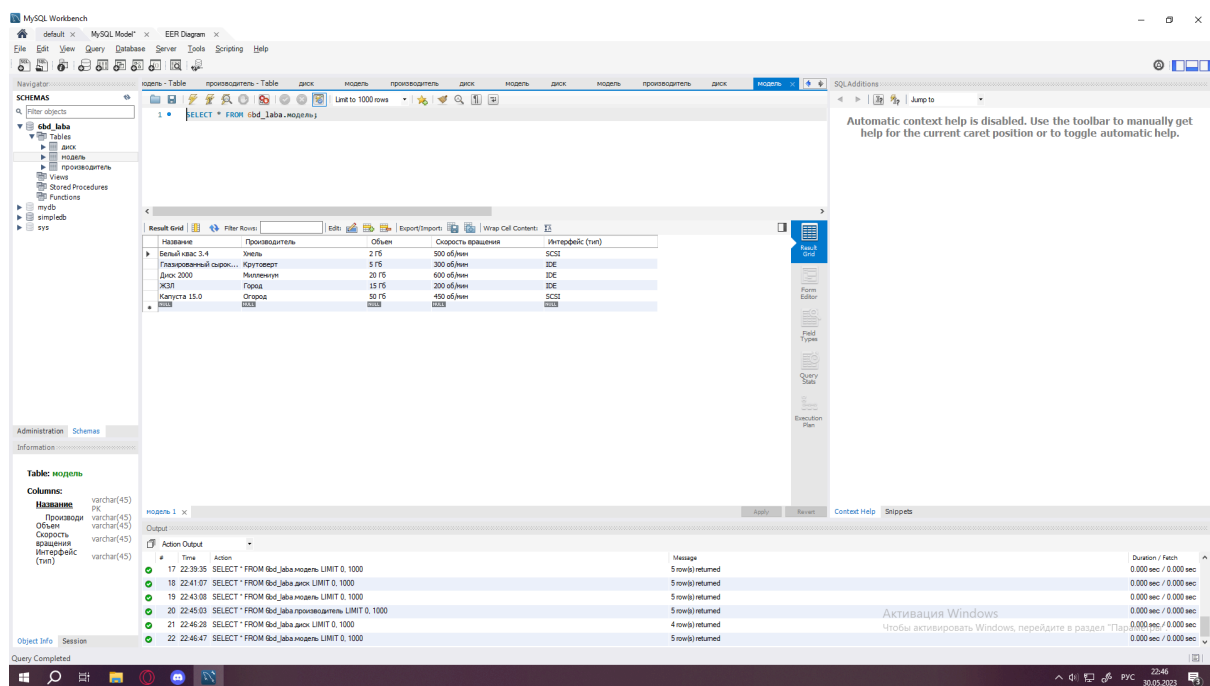 MySQL Workbench
default × MySQL Model* × EER Diagram ×
File Edit View Query Database Server Tools Scripting Help
Navigator
SCHEMAS
Filter objects
6bd_laba
Tables
диск
модель
производитель
Views
Stored Procedures
Functions
mydb
simpledb
sys
Administration Schemas
Information
Table: модель
Columns:
Название varchar(45) PK
Производи varchar(45)
Объем varchar(45)
Скорость вращения varchar(45)
Интерфейс (тип) varchar(45)
Object Info Session
одель - Table производитель - Table диск модель производитель диск модель диск модель производитель диск модель ×
Limit to 1000 rows
1 SELECT * FROM 6bd_laba.модель;
Result Grid Filter Rows: Edit: Export/Import: Wrap Cell Content:
Название Производитель Объем Скорость вращения Интерфейс (тип)
Белый квас 3.4 Хмель 2 Гб 500 об/мин SCSI
Глазированный сырок... Крутоверт 5 Гб 300 об/мин IDE
Диск 2000 Миллениум 20 Гб 600 об/мин IDE
ЖЗЛ Город 15 Гб 200 об/мин IDE
Капуста 15.0 Огород 50 Гб 450 об/мин SCSI
NULL NULL NULL NULL NULL
Result Grid
Form Editor
Field Types
Query Stats
Execution Plan
модель 1 × Apply Revert
SQLAdditions
Jump to
Automatic context help is disabled. Use the toolbar to manually get
help for the current caret position or to toggle automatic help.
Context Help Snippets
Output
Action Output
# Time Action Message Duration / Fetch
17 22:39:35 SELECT * FROM 6bd_laba.модель LIMIT 0, 1000 5 row(s) returned 0.000 sec / 0.000 sec
18 22:41:07 SELECT * FROM 6bd_laba.диск LIMIT 0, 1000 5 row(s) returned 0.000 sec / 0.000 sec
19 22:43:08 SELECT * FROM 6bd_laba.модель LIMIT 0, 1000 5 row(s) returned 0.000 sec / 0.000 sec
20 22:45:03 SELECT * FROM 6bd_laba.производитель LIMIT 0, 1000 5 row(s) returned 0.000 sec / 0.000 sec
21 22:46:28 SELECT * FROM 6bd_laba.диск LIMIT 0, 1000 4 row(s) returned 0.000 sec / 0.000 sec
22 22:46:47 SELECT * FROM 6bd_laba.модель LIMIT 0, 1000 5 row(s) returned 0.000 sec / 0.000 sec
Активация Windows
Чтобы активировать Windows, перейдите в раздел "Параметры
Query Completed
РУС 22:46
30.05.2023